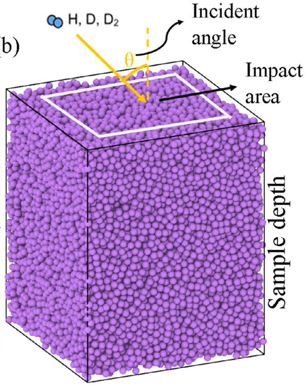 (b)
H, D, D₂
Incident
angle
θ
Impact
area
Sample depth